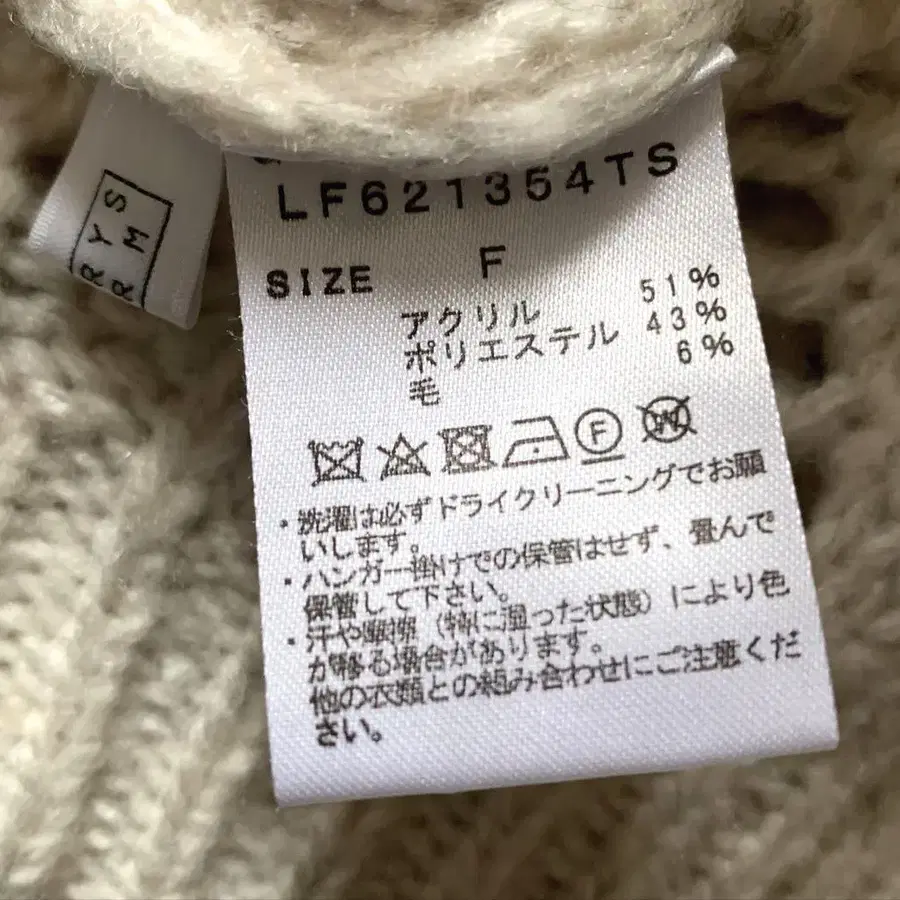 LF621354TS
SIZE F
アクリル 51%
ポリエステル 43%
毛 6%
F
W
・洗濯は必ずドライクリーニングでお願
いします。
・ハンガー掛けでの保管はせず、畳んで
保管して下さい。
・汗や摩擦（特に湿った状態）により色
が移る場合があります。
他の衣類との組み合わせにご注意くだ
さい。
RYS
RM